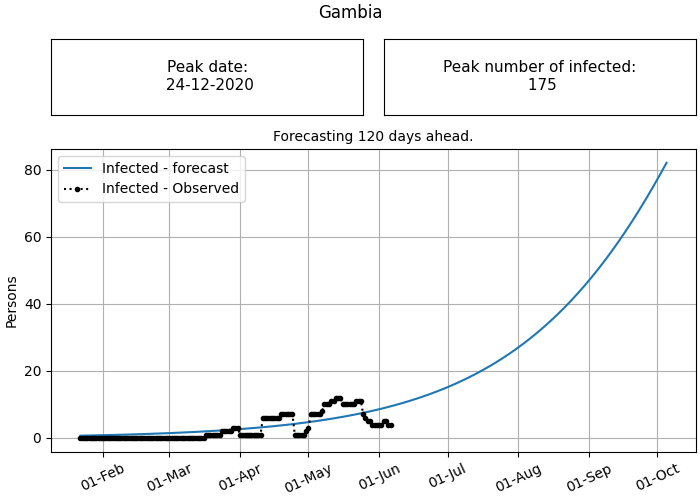 Gambia
Peak date:
24-12-2020
Peak number of infected:
175
Forecasting 120 days ahead.
Infected - forecast
Infected - Observed
Persons
80
60
40
20
0
01-Feb
01-Mar
01-Apr
01-May
01-Jun
01-Jul
01-Aug
01-Sep
01-Oct